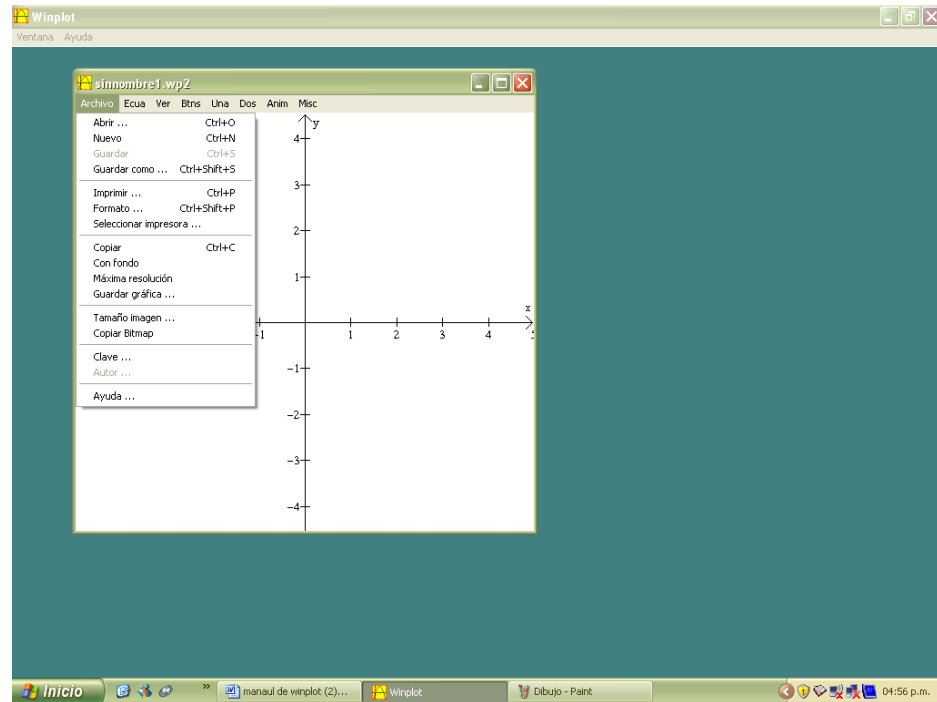 Winplot
Ventana Ayuda
sinnombre1.wp2
Archivo Ecua Ver Btns Una Dos Anim Misc
Abrir ... Ctrl+O
Nuevo Ctrl+N
Guardar Ctrl+S
Guardar como ... Ctrl+Shift+S
Imprimir ... Ctrl+P
Formato ... Ctrl+Shift+P
Seleccionar impresora ...
Copiar Ctrl+C
Con fondo
Máxima resolución
Guardar gráfica ...
Tamaño imagen ...
Copiar Bitmap
Clave ...
Autor ...
Ayuda ...
y
4
3
2
1
x
-1 1 2 3 4 5
-1
-2
-3
-4
Inicio » manaul de winplot (2)... Winplot Dibujo - Paint 04:56 p.m.